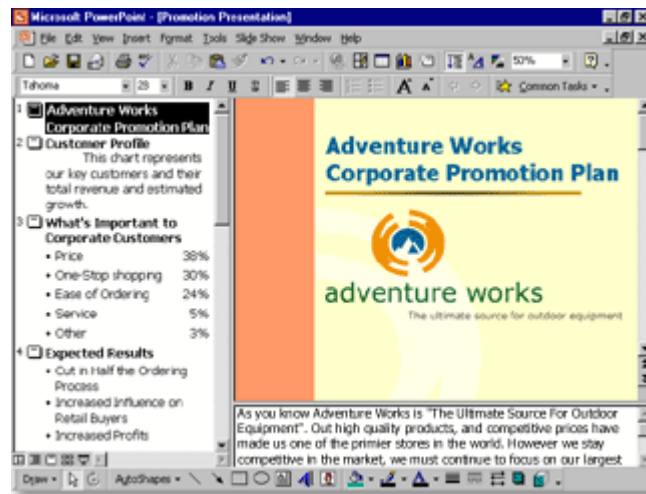 Microsoft PowerPoint - [Promotion Presentation]
File Edit View Insert Format Tools Slide Show Window Help
50%
Tahoma 28 B I U S A A Common Tasks
1 Adventure Works
Corporate Promotion Plan
2 Customer Profile
This chart represents
our key customers and their
total revenue and estimated
growth.
3 What's Important to
Corporate Customers
• Price 38%
• One-Stop shopping 30%
• Ease of Ordering 24%
• Service 5%
• Other 3%
4 Expected Results
• Cut in Half the Ordering
Process
• Increased Influence on
Retail Buyers
• Increased Profits
Adventure Works
Corporate Promotion Plan
adventure works
The ultimate source for outdoor equipment
As you know Adventure Works is "The Ultimate Source For Outdoor
Equipment". Out high quality products, and competitive prices have
made us one of the primier stores in the world. However we stay
competitive in the market, we must continue to focus on our largest
Draw AutoShapes